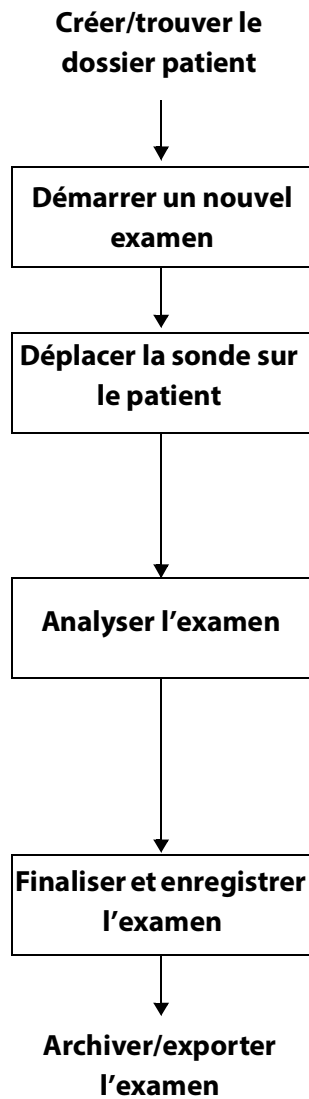 Créer/trouver le
dossier patient
Démarrer un nouvel
examen
Déplacer la sonde sur
le patient
Analyser l’examen
Finaliser et enregistrer
l’examen
Archiver/exporter
l’examen